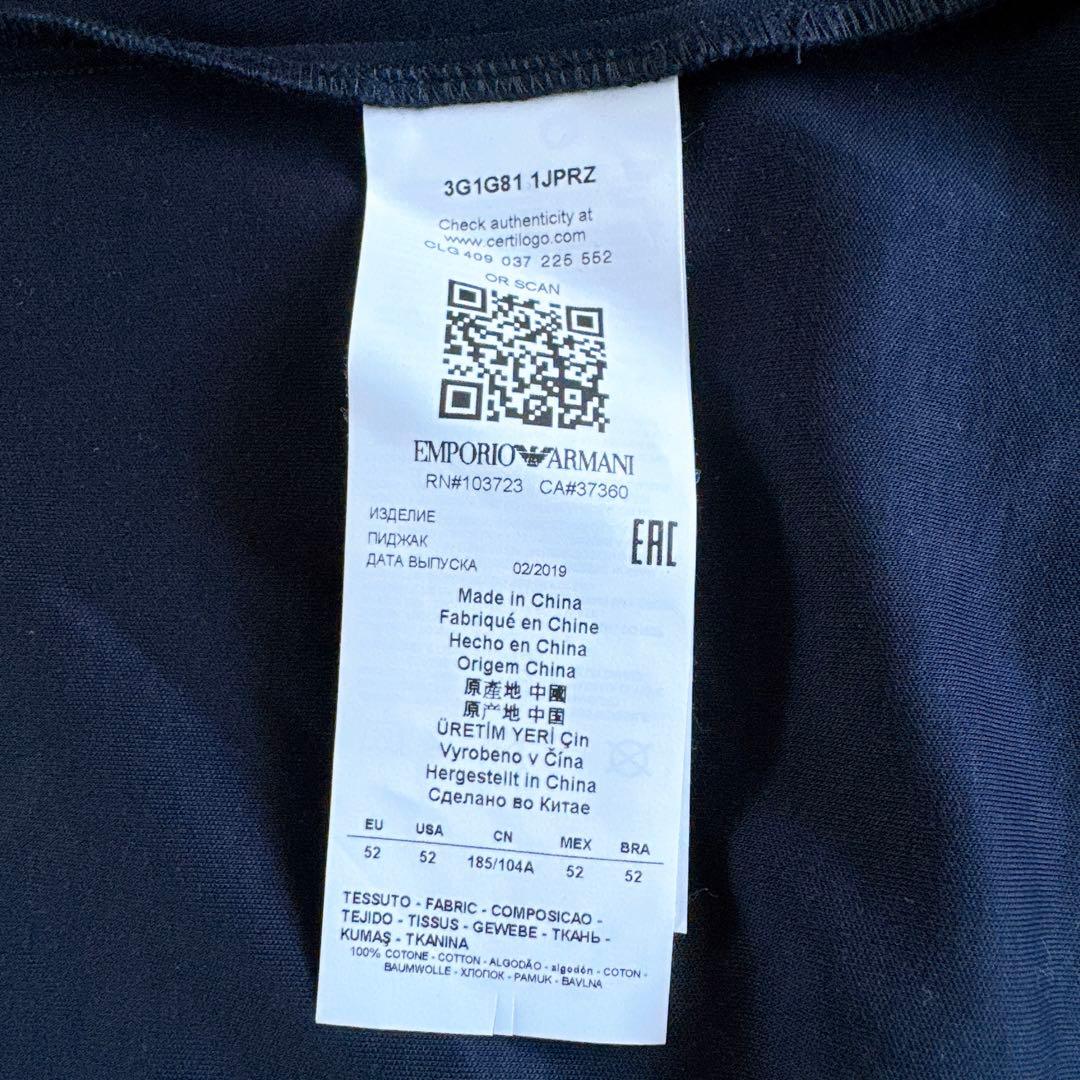 3G1G81 1JPRZ
Check authenticity at
www.certilogo.com
CLG 409 037 225 552
OR SCAN
EMPORIO ARMANI
RN#103723 CA#37360
ИЗДЕЛИЕ
ПИДЖАК
ДАТА ВЫПУСКА 02/2019
EAC
Made in China
Fabriqué en Chine
Hecho en China
Origem China
原產地 中國
原产地 中国
ÜRETİM YERİ Çin
Vyrobeno v Čína
Hergestellt in China
Сделано во Китае
EU USA CN MEX BRA
52 52 185/104A 52 52
TESSUTO - FABRIC - COMPOSICAO -
TEJIDO - TISSUS - GEWEBE - ТКАНЬ -
KUMAŞ - TKANINA
100% COTONE - COTTON - ALGODÃO - algodón - COTON -
BAUMWOLLE - ХЛОПОК - PAMUK - BAVLNA